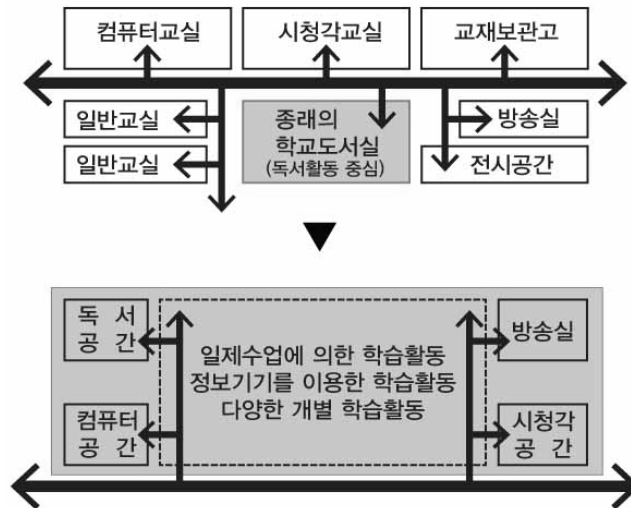 컴퓨터교실
시청각교실
교재보관고
일반교실
종래의
학교도서실
(독서활동 중심)
방송실
일반교실
전시공간
독 서
공 간
일제수업에 의한 학습활동
정보기기를 이용한 학습활동
다양한 개별 학습활동
방송실
컴퓨터
공 간
시청각
공 간